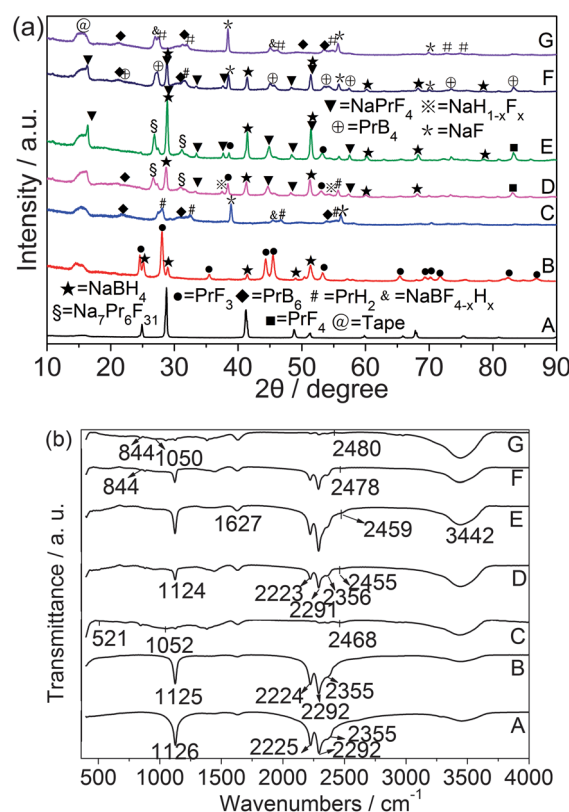 (a)
@ ◆ & # ◆ # * & # ◆ ◆ # * * # # G
▼ ◆ ⊕ ⊕ ★ ▼ ◆ # ▼ ▼ * ★ ⊕ ▼ ★ ▼ ⊕ * ▼ ★ ★ * ⊕ ★ ⊕ F
▼=NaPrF4 ※=NaH1-xFx
⊕=PrB4 *=NaF
▼ § ★ § ▼ ▼ ● ★ ▼ ▼ ★ ▼ ● ▼ ★ ★ ★ ■ E
◆ § ★ § ▼ ※ ● ★ ▼ ▼ ★ ● ※ # ▼ ★ ★ ■ D
◆ # ◆ # * & # ◆ # * C
● ★ ● ★ ● ★ ● ● ★ ★ ● ● ● ● ● ● ● B
★=NaBH4 ●=PrF3 ◆=PrB6 #=PrH2 &=NaBF4-xHx
§=Na7Pr6F31 ■=PrF4 @=Tape A
Intensity / a.u.
10 20 30 40 50 60 70 80 90
2θ / degree
(b)
844 1050 2480 G
844 2478 F
1627 2459 3442 E
1124 2223 2291 2356 2455 D
521 1052 2468 C
1125 2224 2292 2355 B
1126 2225 2292 2355 A
Transmittance / a. u.
500 1000 1500 2000 2500 3000 3500 4000
Wavenumbers / cm-1